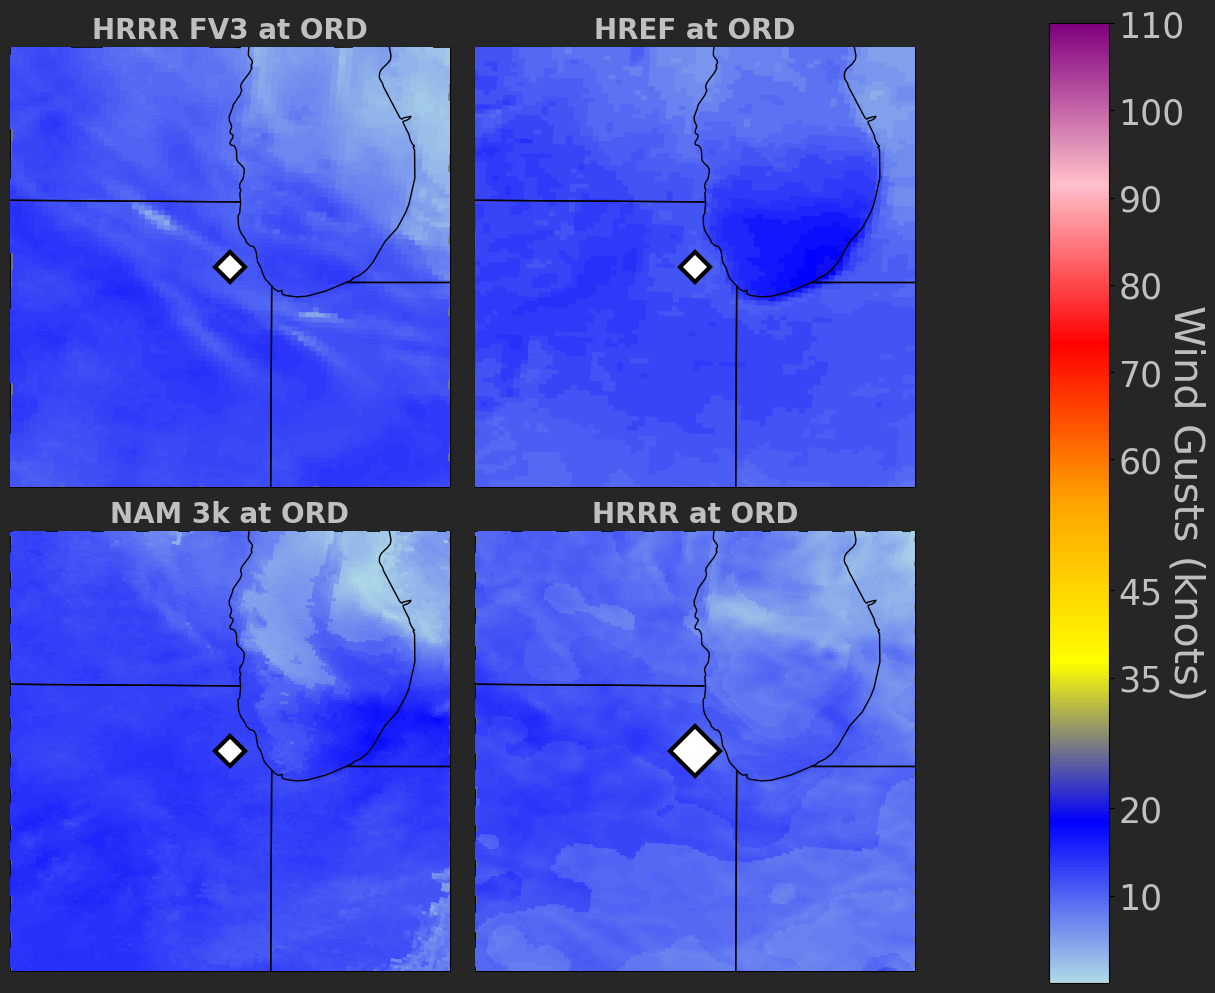 HRRR FV3 at ORD
HREF at ORD
NAM 3k at ORD
HRRR at ORD
110
100
90
80
70
60
45
35
20
10
Wind Gusts (knots)